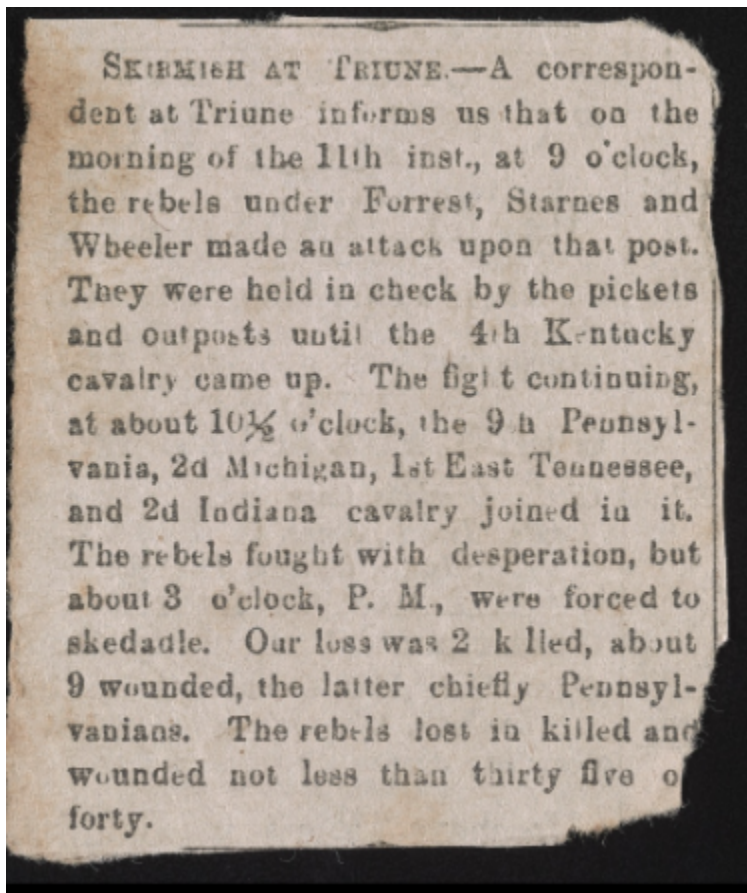 SKIRMISH AT TRIUNE.—A correspon-
dent at Triune informs us that on the
morning of the 11th inst., at 9 o'clock,
the rebels under Forrest, Starnes and
Wheeler made an attack upon that post.
They were held in check by the pickets
and outposts until the 4th Kentucky
cavalry came up. The fight continuing,
at about 10½ o'clock, the 9th Pennsyl-
vania, 2d Michigan, 1st East Tennessee,
and 2d Indiana cavalry joined in it.
The rebels fought with desperation, but
about 3 o'clock, P. M., were forced to
skedadle. Our loss was 2 killed, about
9 wounded, the latter chiefly Pennsyl-
vanians. The rebels lost in killed and
wounded not less than thirty five o
forty.